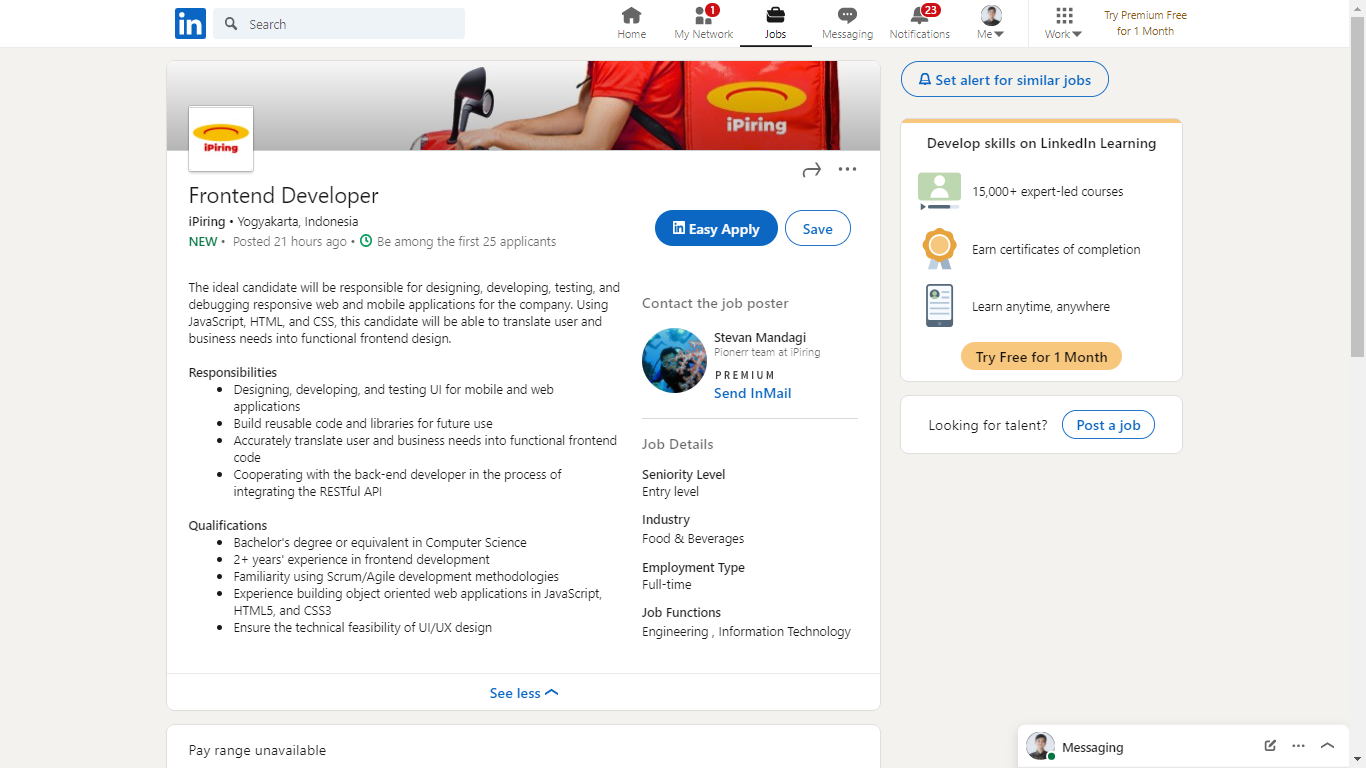 in
Search
Home
1
My Network
Jobs
Messaging
23
Notifications
Me
Work
Try Premium Free
for 1 Month
iPiring
iPiring
Frontend Developer
iPiring • Yogyakarta, Indonesia
NEW • Posted 21 hours ago • Be among the first 25 applicants
in Easy Apply
Save
The ideal candidate will be responsible for designing, developing, testing, and
debugging responsive web and mobile applications for the company. Using
JavaScript, HTML, and CSS, this candidate will be able to translate user and
business needs into functional frontend design.
Responsibilities
• Designing, developing, and testing UI for mobile and web
applications
• Build reusable code and libraries for future use
• Accurately translate user and business needs into functional frontend
code
• Cooperating with the back-end developer in the process of
integrating the RESTful API
Qualifications
• Bachelor's degree or equivalent in Computer Science
• 2+ years' experience in frontend development
• Familiarity using Scrum/Agile development methodologies
• Experience building object oriented web applications in JavaScript,
HTML5, and CSS3
• Ensure the technical feasibility of UI/UX design
Contact the job poster
Stevan Mandagi
Pionerr team at iPiring
PREMIUM
Send InMail
Job Details
Seniority Level
Entry level
Industry
Food & Beverages
Employment Type
Full-time
Job Functions
Engineering , Information Technology
See less
Pay range unavailable
Set alert for similar jobs
Develop skills on LinkedIn Learning
15,000+ expert-led courses
Earn certificates of completion
Learn anytime, anywhere
Try Free for 1 Month
Looking for talent?
Post a job
Messaging